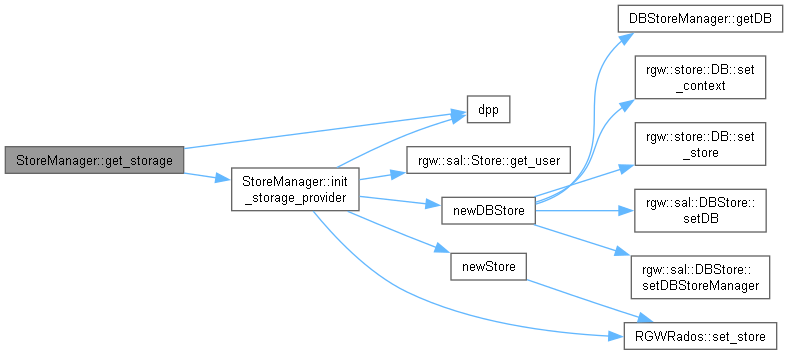 StoreManager::get_storage
StoreManager::init
_storage_provider
dpp
rgw::sal::Store::get_user
newDBStore
newStore
DBStoreManager::getDB
rgw::store::DB::set
_context
rgw::store::DB::set
_store
rgw::sal::DBStore::
setDB
rgw::sal::DBStore::
setDBStoreManager
RGWRados::set_store